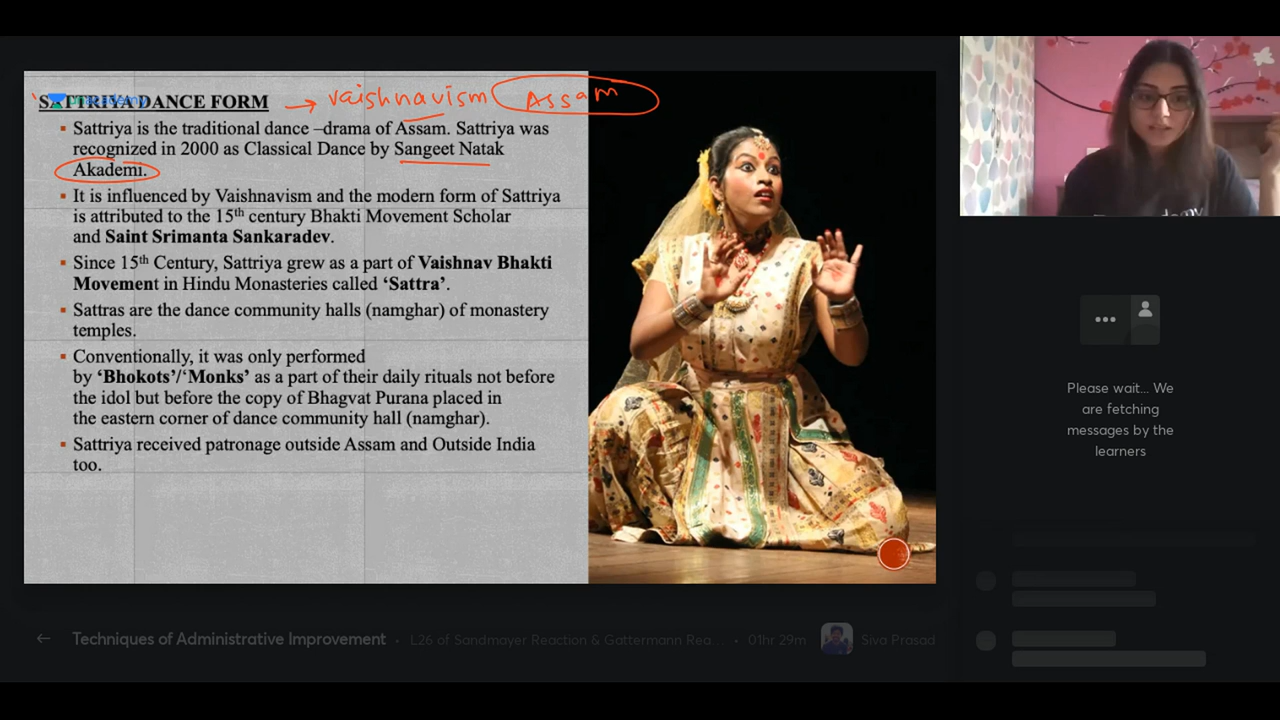 SATTRIYA DANCE FORM → Vaishnavism Assam
▪ Sattriya is the traditional dance –drama of Assam. Sattriya was
recognized in 2000 as Classical Dance by Sangeet Natak
Akademi.
▪ It is influenced by Vaishnavism and the modern form of Sattriya
is attributed to the 15th century Bhakti Movement Scholar
and Saint Srimanta Sankaradev.
▪ Since 15th Century, Sattriya grew as a part of Vaishnav Bhakti
Movement in Hindu Monasteries called ‘Sattra’.
▪ Sattras are the dance community halls (namghar) of monastery
temples.
▪ Conventionally, it was only performed
by ‘Bhokots’/‘Monks’ as a part of their daily rituals not before
the idol but before the copy of Bhagvat Purana placed in
the eastern corner of dance community hall (namghar).
▪ Sattriya received patronage outside Assam and Outside India
too.
Please wait... We
are fetching
messages by the
learners
← Techniques of Administrative Improvement · L26 of Sandmayer Reaction & Gattermann Rea... · 01hr 29m Siva Prasad